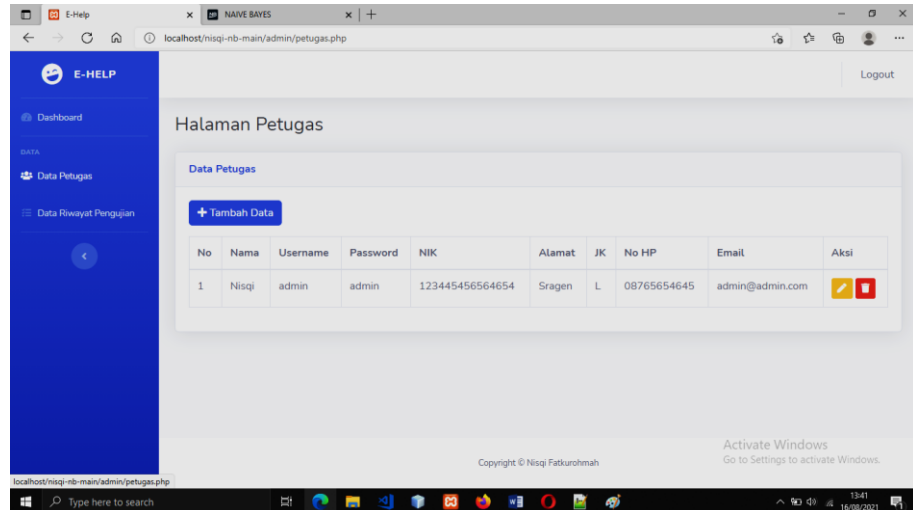 E-Help
NAIVE BAYES
localhost/nisqi-nb-main/admin/petugas.php
E-HELP
Logout
Dashboard
Halaman Petugas
DATA
Data Petugas
Data Petugas
Data Riwayat Pengujian
+ Tambah Data
No Nama Username Password NIK Alamat JK No HP Email Aksi
1 Nisqi admin admin 123445456564654 Sragen L 08765654645 admin@admin.com
Activate Windows
Go to Settings to activate Windows.
Copyright © Nisqi Fatkurohmah
localhost/nisqi-nb-main/admin/petugas.php
Type here to search
13:41
16/08/2021